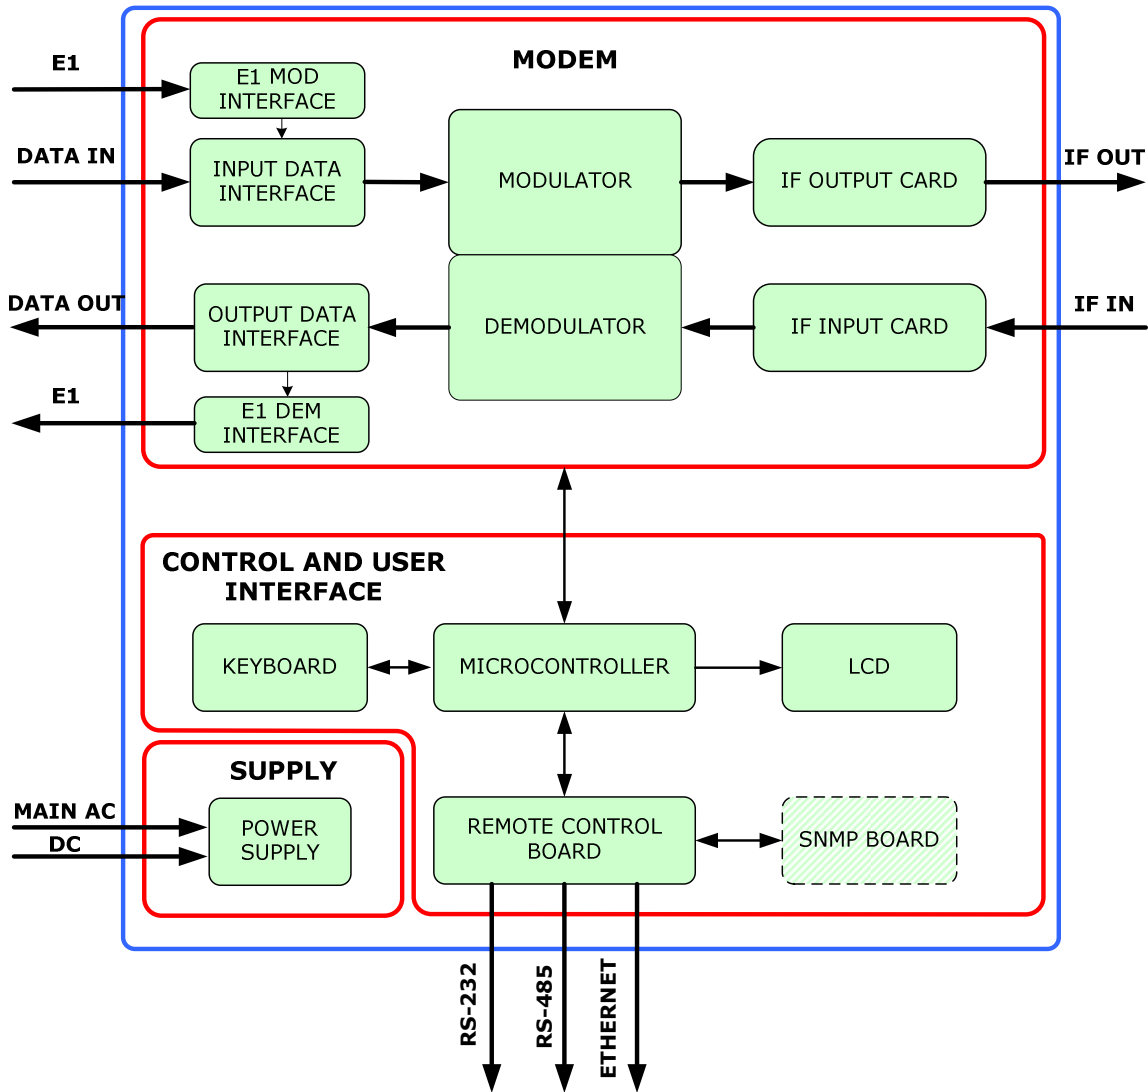 MODEM
E1
E1 MOD
INTERFACE
DATA IN
INPUT DATA
INTERFACE
MODULATOR
IF OUTPUT CARD
IF OUT
DATA OUT
OUTPUT DATA
INTERFACE
DEMODULATOR
IF INPUT CARD
IF IN
E1
E1 DEM
INTERFACE
CONTROL AND USER
INTERFACE
KEYBOARD
MICROCONTROLLER
LCD
SUPPLY
MAIN AC
DC
POWER
SUPPLY
REMOTE CONTROL
BOARD
SNMP BOARD
RS-232
RS-485
ETHERNET